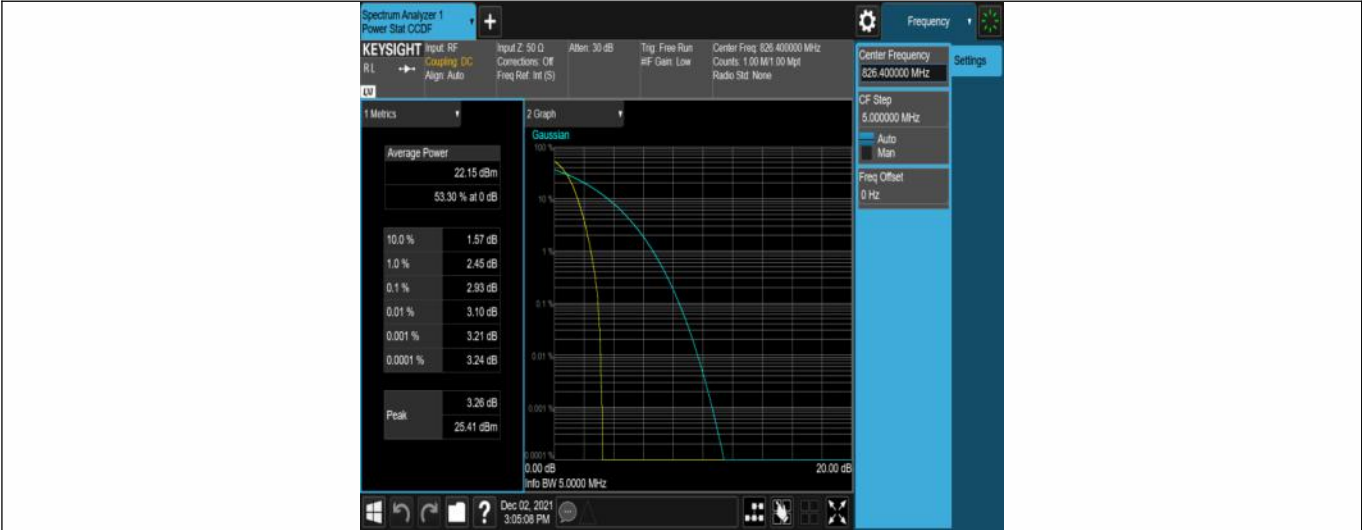 Spectrum Analyzer 1
Power Stat CCDF
+
Frequency
KEYSIGHT
RL
LXI
Input: RF
Coupling: DC
Align: Auto
Input Z: 50 Ω
Corrections: Off
Freq Ref: Int (S)
Atten: 30 dB
Trig: Free Run
#IF Gain: Low
Center Freq: 826.400000 MHz
Counts: 1.00 M/1.00 Mpt
Radio Std: None
Center Frequency
826.400000 MHz
Settings
CF Step
5.000000 MHz
Auto
Man
Freq Offset
0 Hz
1 Metrics
Average Power
22.15 dBm
53.30 % at 0 dB
10.0 % 1.57 dB
1.0 % 2.45 dB
0.1 % 2.93 dB
0.01 % 3.10 dB
0.001 % 3.21 dB
0.0001 % 3.24 dB
Peak
3.26 dB
25.41 dBm
2 Graph
Gaussian
100 %
10 %
1 %
0.1 %
0.01 %
0.001 %
0.0001 %
0.00 dB 20.00 dB
Info BW 5.0000 MHz
?
Dec 02, 2021
3:05:08 PM